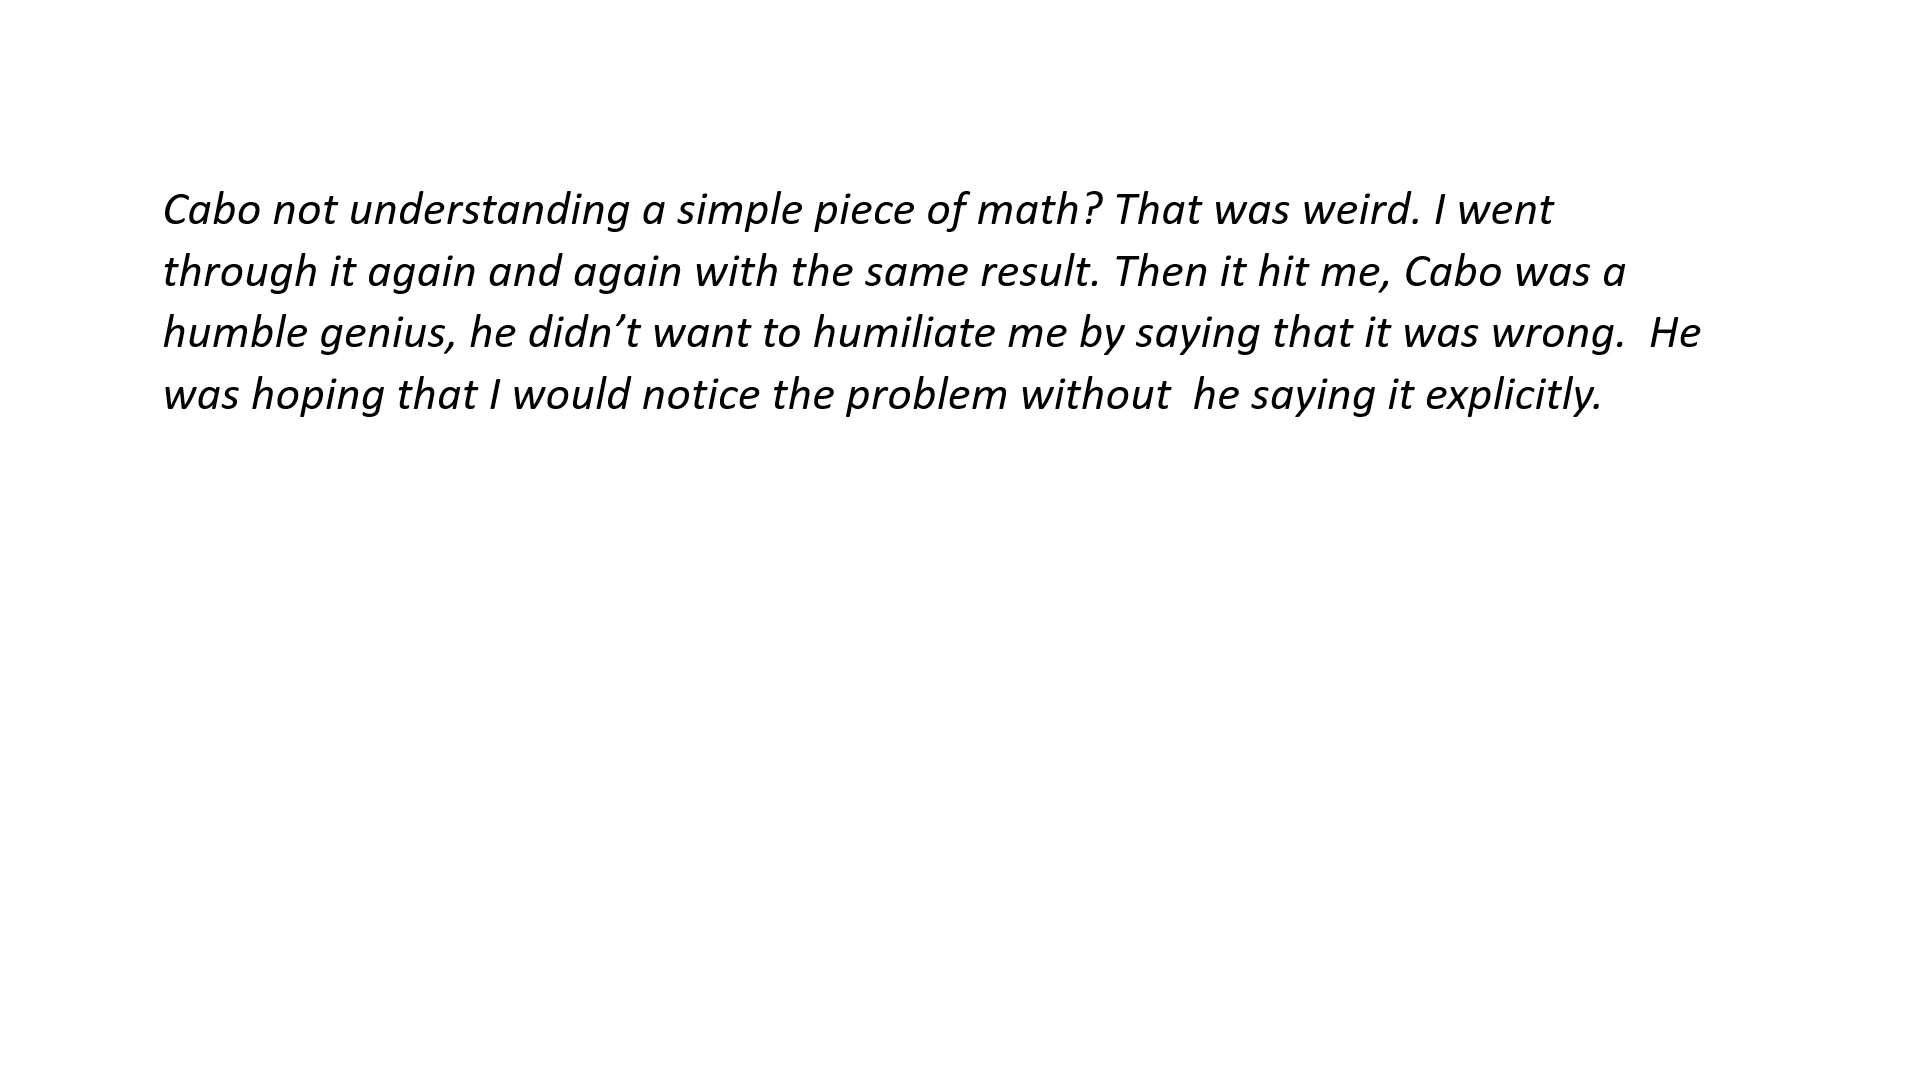 Cabo not understanding a simple piece of math? That was weird. I went
through it again and again with the same result. Then it hit me, Cabo was a
humble genius, he didn’t want to humiliate me by saying that it was wrong.  He
was hoping that I would notice the problem without  he saying it explicitly.